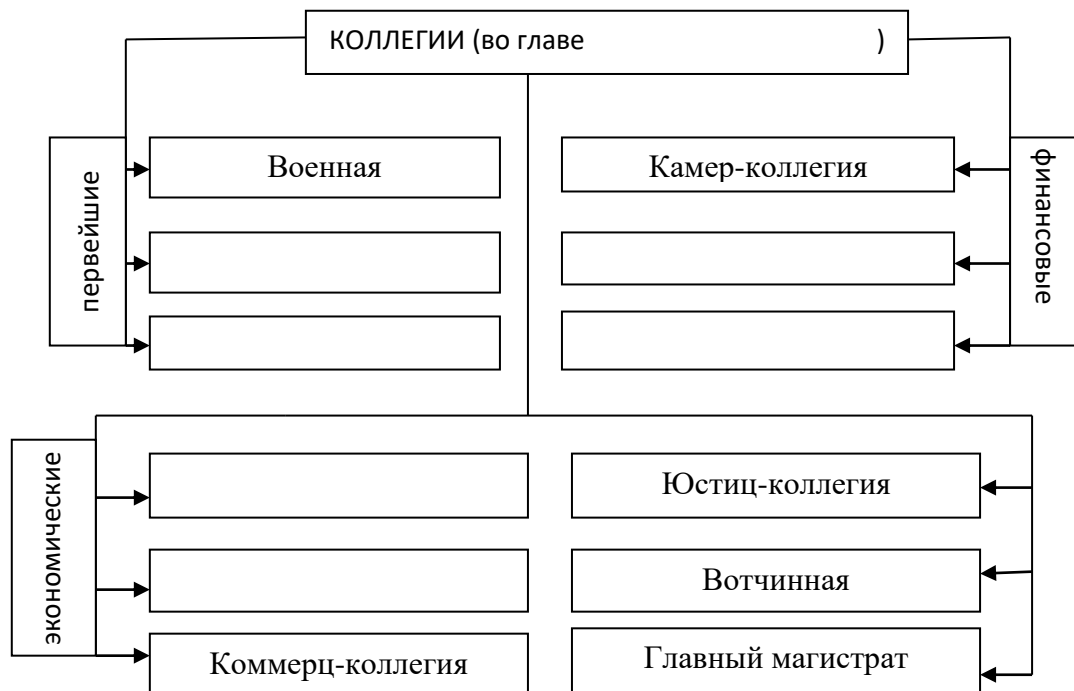 КОЛЛЕГИИ (во главе )
первейшие
Военная
Камер-коллегия
финансовые
экономические
Юстиц-коллегия
Вотчинная
Коммерц-коллегия
Главный магистрат